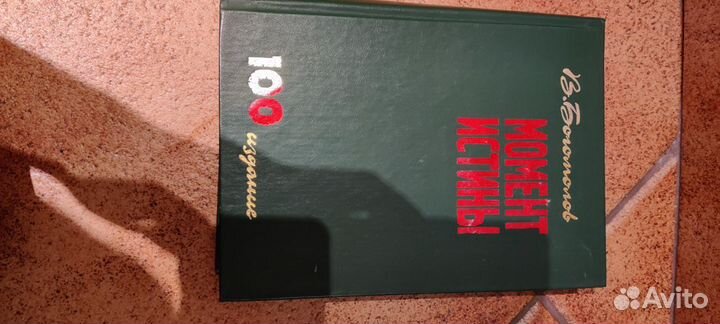 В. Богомолов
МОМЕНТ
ИСТИНЫ
100 издание
Avito